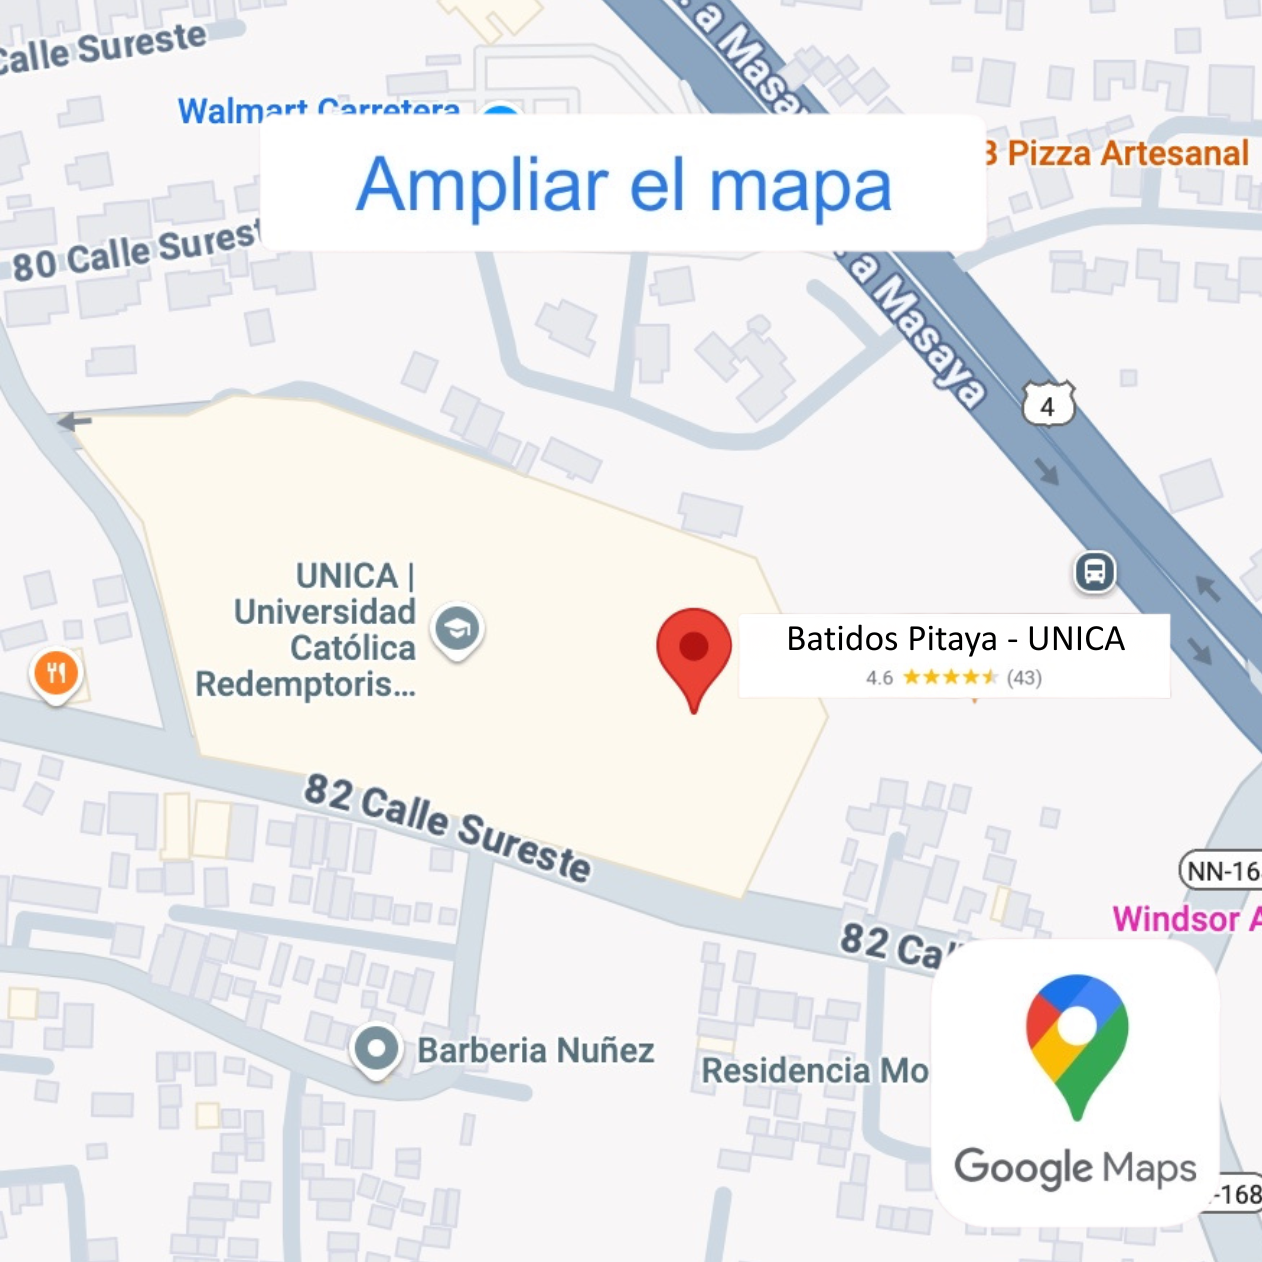 Calle Sureste
Walmart Carretera
a Masaya
Pizza Artesanal
Ampliar el mapa
80 Calle Sureste
a Masaya
4
UNICA |
Universidad
Católica
Redemptoris...
Batidos Pitaya - UNICA
4.6 (43)
82 Calle Sureste
NN-16
Windsor
82
Barberia Nuñez
Residencia
Google Maps
-168